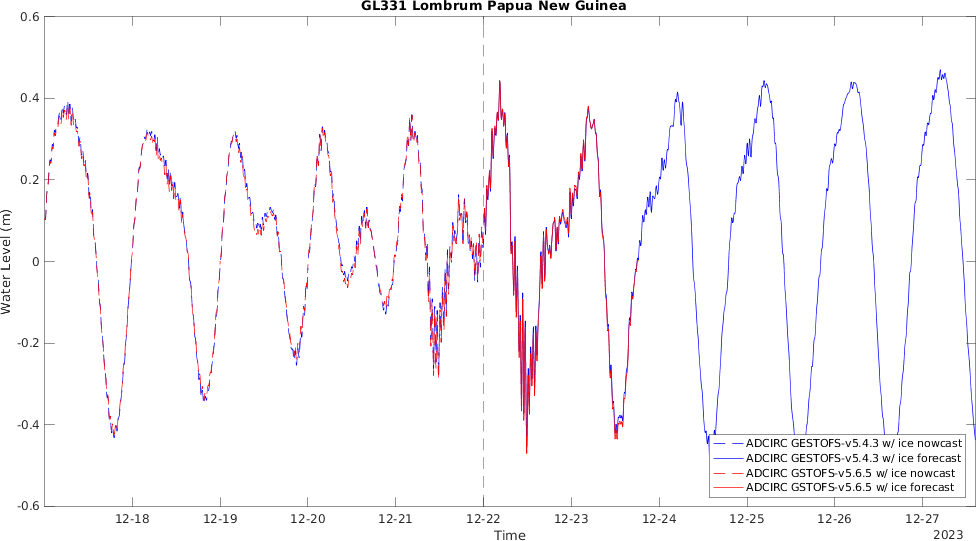 GL331 Lombrum Papua New Guinea
0.6
0.4
0.2
0
-0.2
-0.4
-0.6
Water Level (m)
ADCIRC GESTOFS-v5.4.3 w/ ice nowcast
ADCIRC GESTOFS-v5.4.3 w/ ice forecast
ADCIRC GSTOFS-v5.6.5 w/ ice nowcast
ADCIRC GSTOFS-v5.6.5 w/ ice forecast
12-18 12-19 12-20 12-21 12-22 12-23 12-24 12-25 12-26 12-27
Time
2023